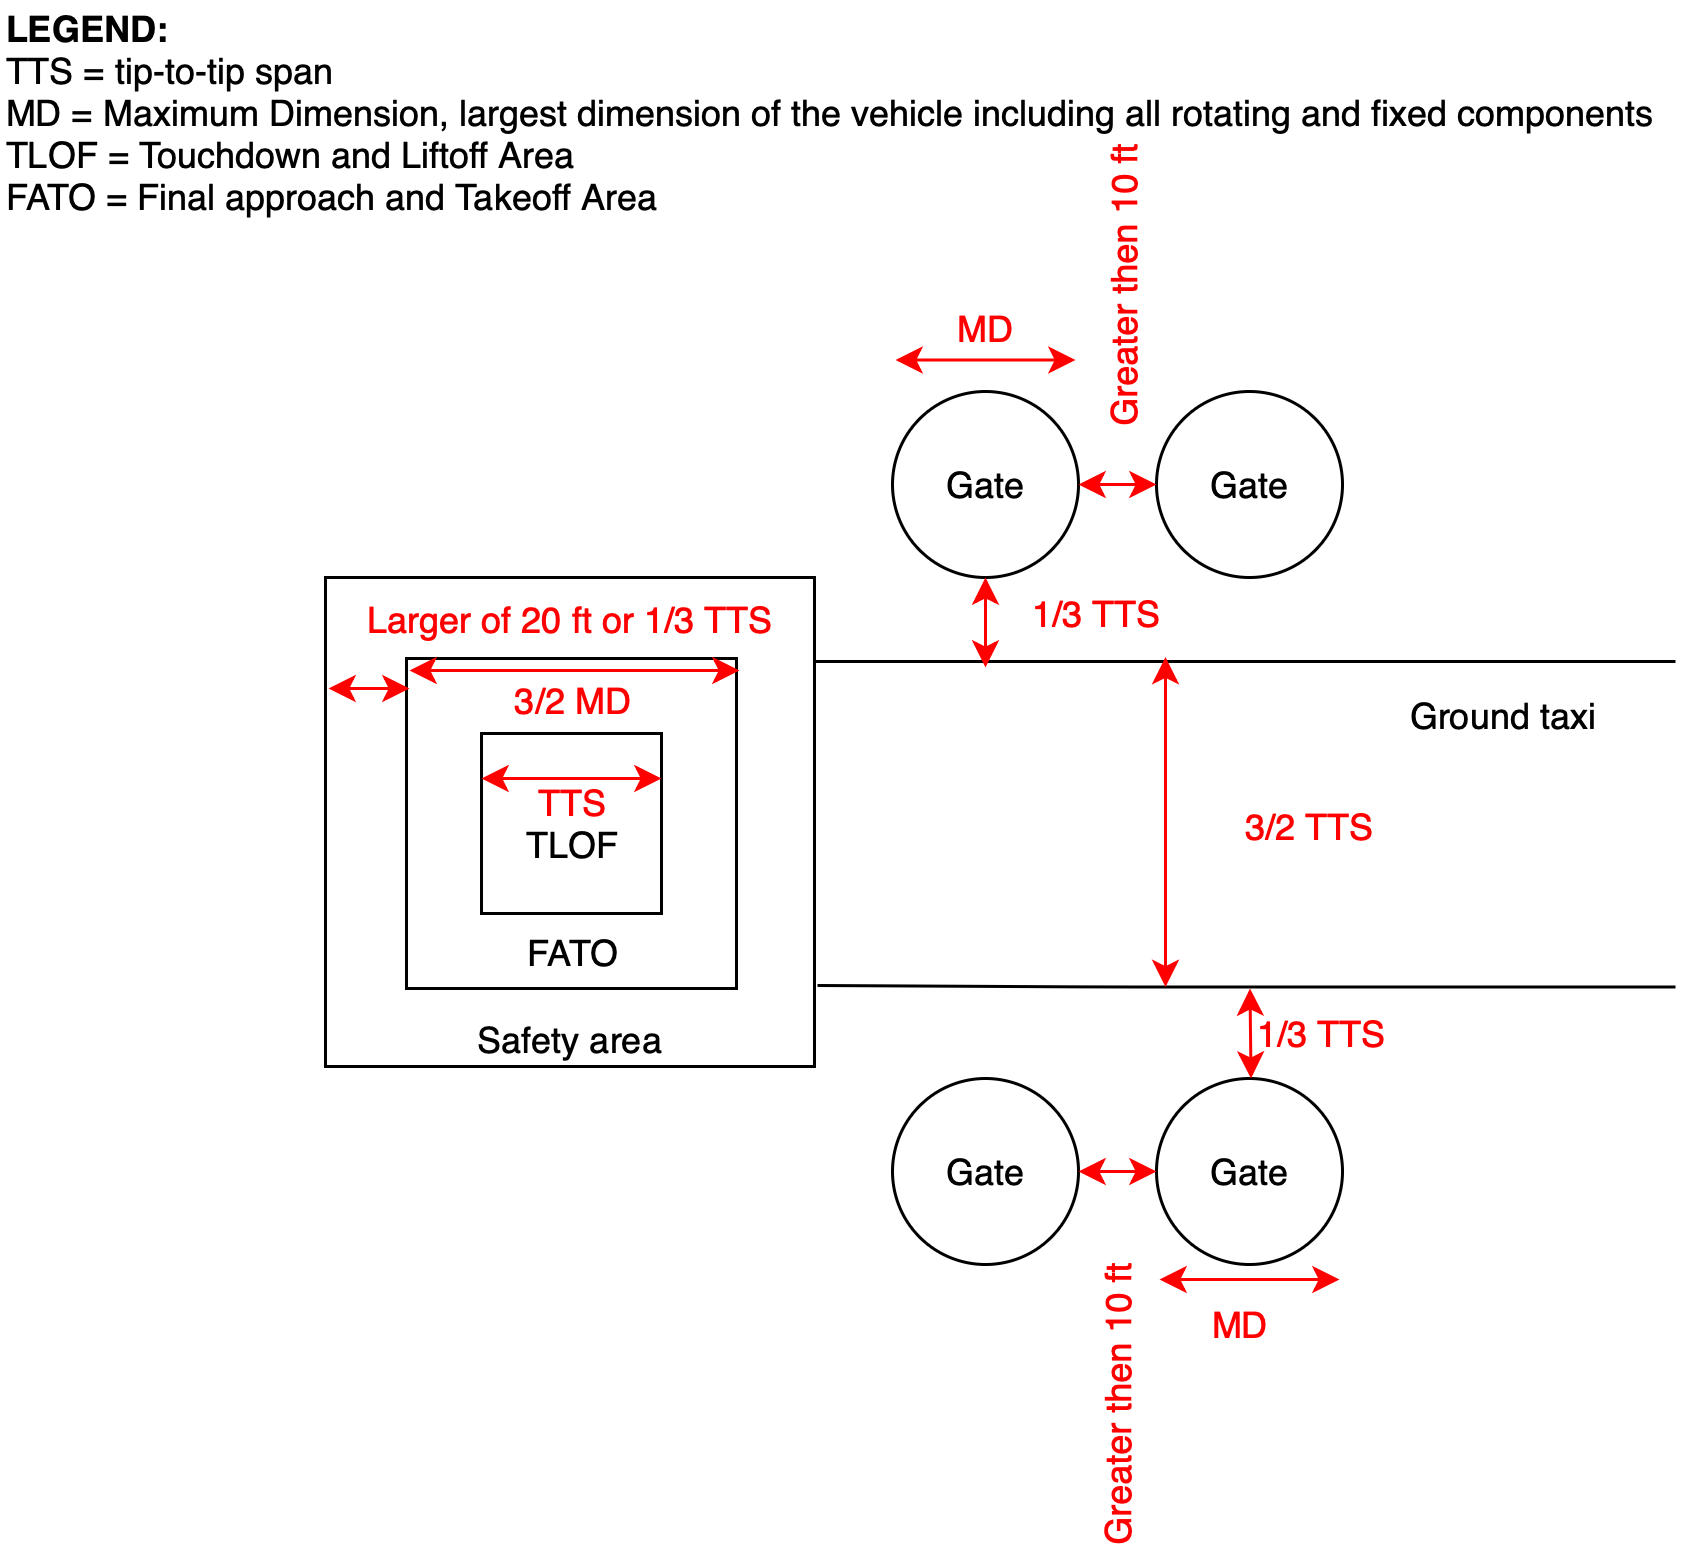 LEGEND:
TTS = tip-to-tip span
MD = Maximum Dimension, largest dimension of the vehicle including all rotating and fixed components
TLOF = Touchdown and Liftoff Area
FATO = Final approach and Takeoff Area
Greater then 10 ft
MD
Gate
Gate
1/3 TTS
Larger of 20 ft or 1/3 TTS
3/2 MD
TTS
TLOF
FATO
Safety area
Ground taxi
3/2 TTS
1/3 TTS
Gate
Gate
Greater then 10 ft
MD